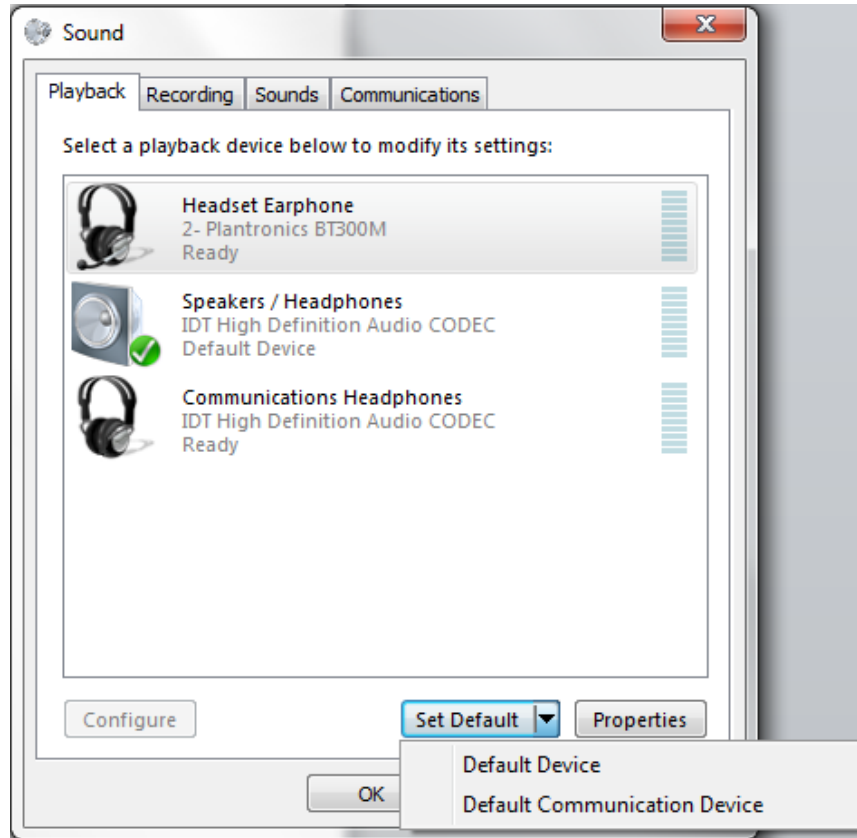 Sound
Playback Recording Sounds Communications
Select a playback device below to modify its settings:
Headset Earphone
2- Plantronics BT300M
Ready
Speakers / Headphones
IDT High Definition Audio CODEC
Default Device
Communications Headphones
IDT High Definition Audio CODEC
Ready
Configure Set Default Properties
Default Device
OK
Default Communication Device